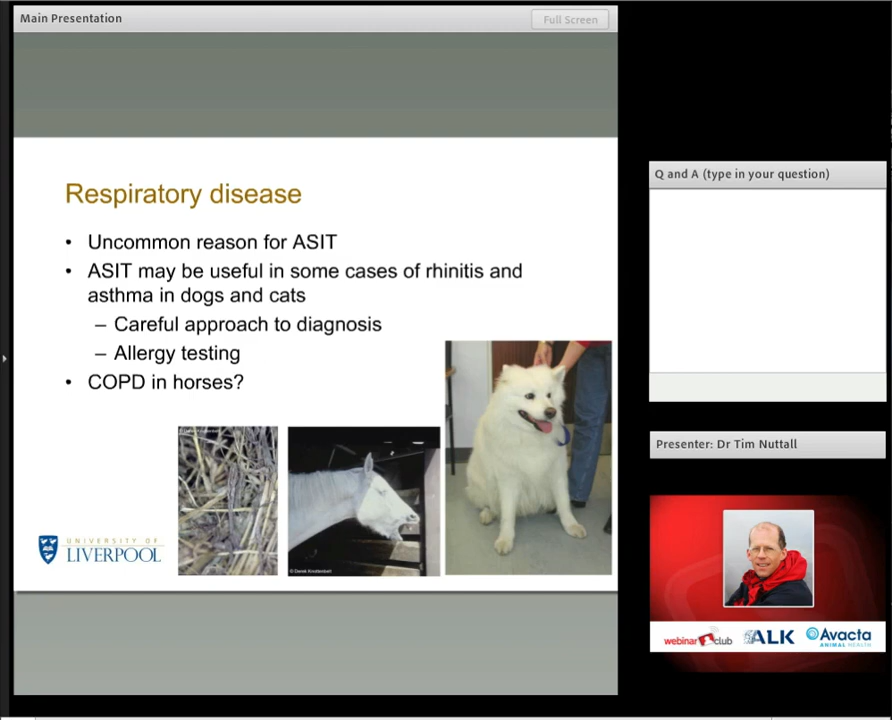 Main Presentation
Full Screen
Respiratory disease
• Uncommon reason for ASIT
• ASIT may be useful in some cases of rhinitis and
asthma in dogs and cats
– Careful approach to diagnosis
– Allergy testing
• COPD in horses?
UNIVERSITY OF
LIVERPOOL
Q and A (type in your question)
Presenter: Dr Tim Nuttall
webinar club
ALK
Avacta
ANIMAL HEALTH